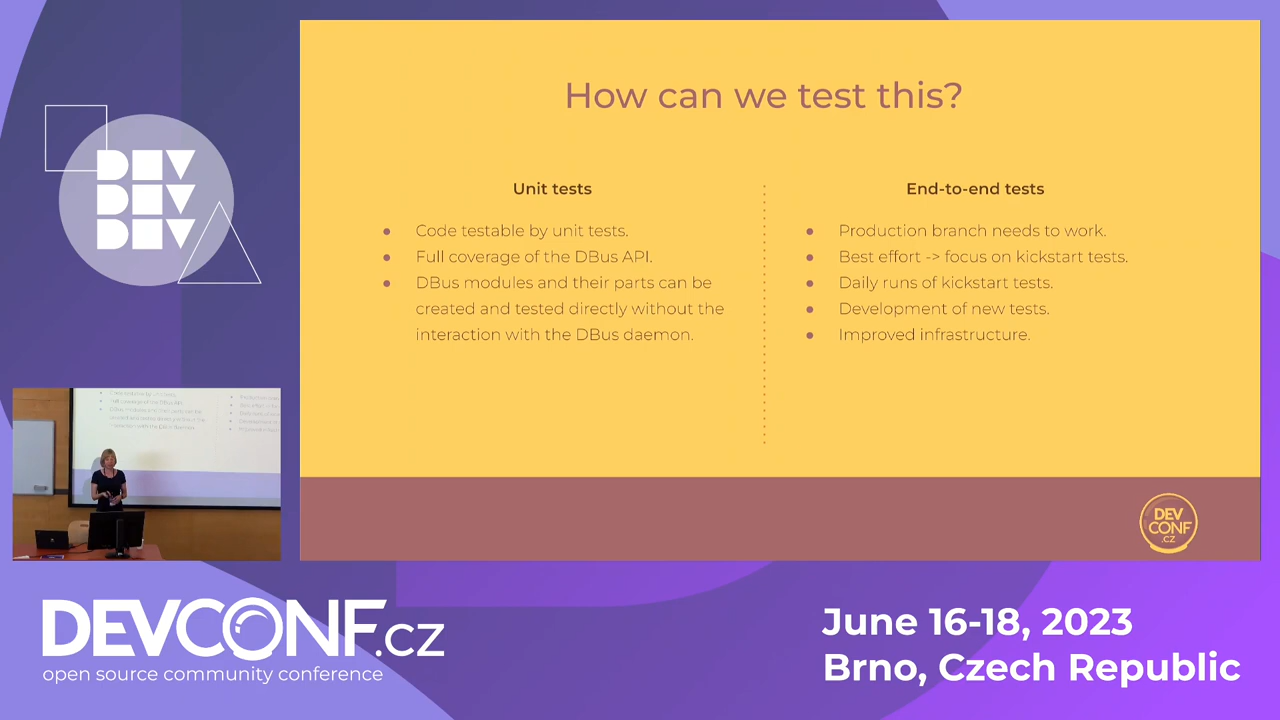 How can we test this?
Unit tests
Code testable by unit tests.
Full coverage of the DBus API.
DBus modules and their parts can be
created and tested directly without the
interaction with the DBus daemon.
End-to-end tests
Production branch needs to work.
Best effort -> focus on kickstart tests.
Daily runs of kickstart tests.
Development of new tests.
Improved infrastructure.
DEV
CONF
.CZ
DEV
DEV
DEV
DEVCONF.cz
open source community conference
June 16-18, 2023
Brno, Czech Republic